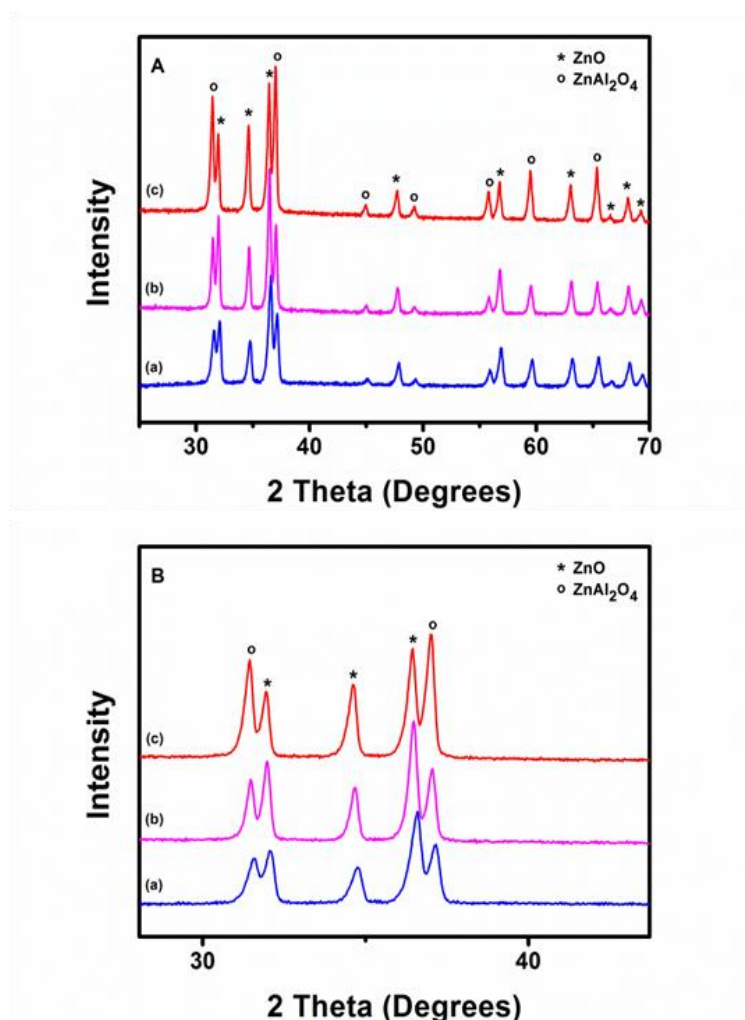 A
* ZnO
o ZnAl₂O₄
Intensity
(c)
(b)
(a)
30 40 50 60 70
2 Theta (Degrees)
B
* ZnO
o ZnAl₂O₄
Intensity
(c)
(b)
(a)
30 40
2 Theta (Degrees)